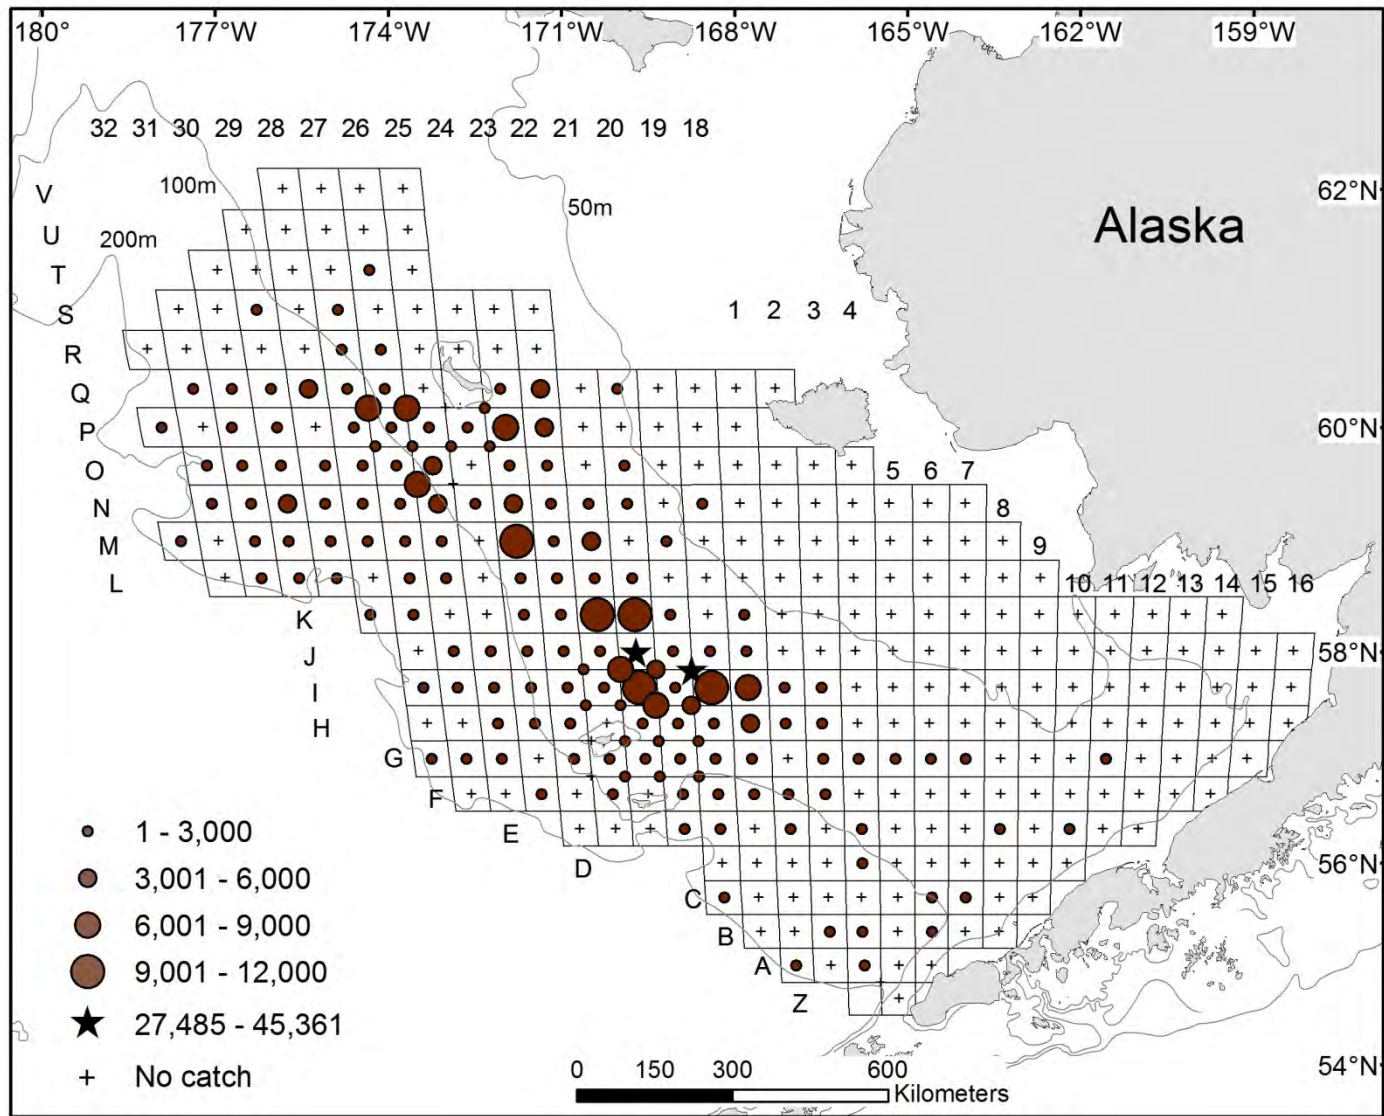 180° 177°W 174°W 171°W 168°W 165°W 162°W 159°W
32 31 30 29 28 27 26 25 24 23 22 21 20 19 18
V 100m 62°N
50m
U 200m Alaska
T
S 1 2 3 4
R
Q
P 60°N
O 5 6 7
N 8
M 9
L 10 11 12 13 14 15 16
K
J 58°N
I
H
G
F
E
D
C
B
A
Z
1 - 3,000
3,001 - 6,000 56°N
6,001 - 9,000
9,001 - 12,000
27,485 - 45,361
No catch 54°N
0 150 300 600
Kilometers